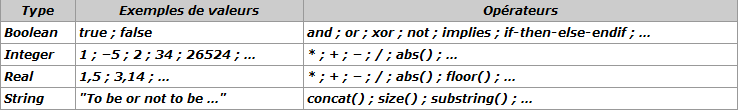 Type Exemples de valeurs Opérateurs
Boolean true ; false and ; or ; xor ; not ; implies ; if-then-else-endif ; ...
Integer 1 ; −5 ; 2 ; 34 ; 26524 ; ... * ; + ; − ; / ; abs() ; ...
Real 1,5 ; 3,14 ; ... * ; + ; − ; / ; abs() ; floor() ; ...
String "To be or not to be ..." concat() ; size() ; substring() ; ...